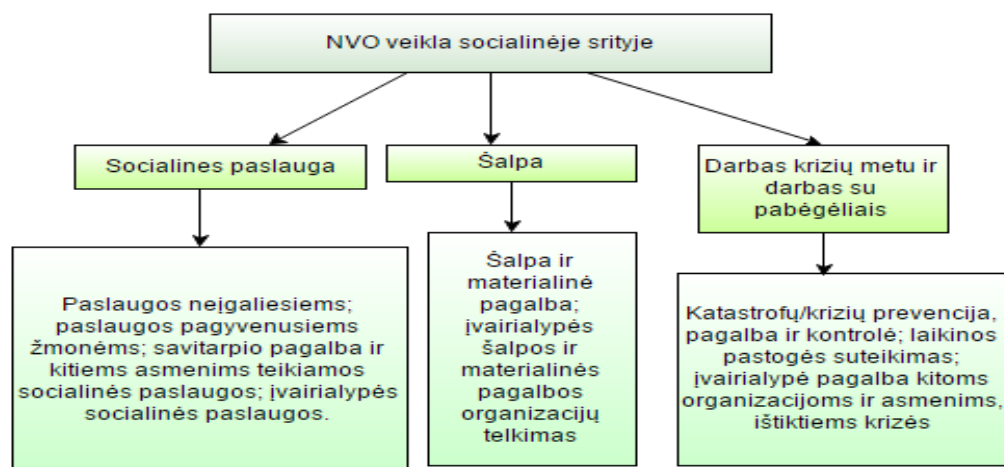 NVO veikla socialinėje srityje
Socialines paslauga
Šalpa
Darbas krizių metu ir
darbas su
pabėgėliais
Paslaugos neįgaliesiems;
paslaugos pagyvenusiems
žmonėms; savitarpio pagalba ir
kitiems asmenims teikiamos
socialinės paslaugos; įvairialypės
socialinės paslaugos.
Šalpa ir
materialinė
pagalba;
įvairialypės
šalpos ir
materialinės
pagalbos
organizacijų
telkimas
Katastrofų/krizių prevencija,
pagalba ir kontrolė; laikinos
pastogės suteikimas;
įvairialypė pagalba kitoms
organizacijoms ir asmenims,
ištiktiems krizės